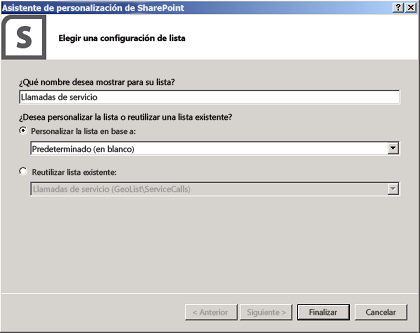 Asistente de personalización de SharePoint
S
Elegir una configuración de lista
¿Qué nombre desea mostrar para su lista?
Llamadas de servicio
¿Desea personalizar la lista o reutilizar una lista existente?
Personalizar la lista en base a:
Predeterminado (en blanco)
Reutilizar lista existente:
Llamadas de servicio (GeoList\ServiceCalls)
< Anterior Siguiente > Finalizar Cancelar